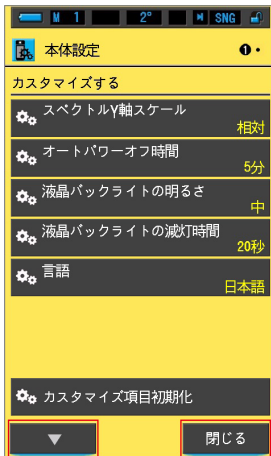 M 1 2° SNG
本体設定 ❶・
カスタマイズする
スペクトルY軸スケール
相対
オートパワーオフ時間
5分
液晶バックライトの明るさ
中
液晶バックライトの減灯時間
20秒
言語
日本語
カスタマイズ項目初期化
▼ 閉じる